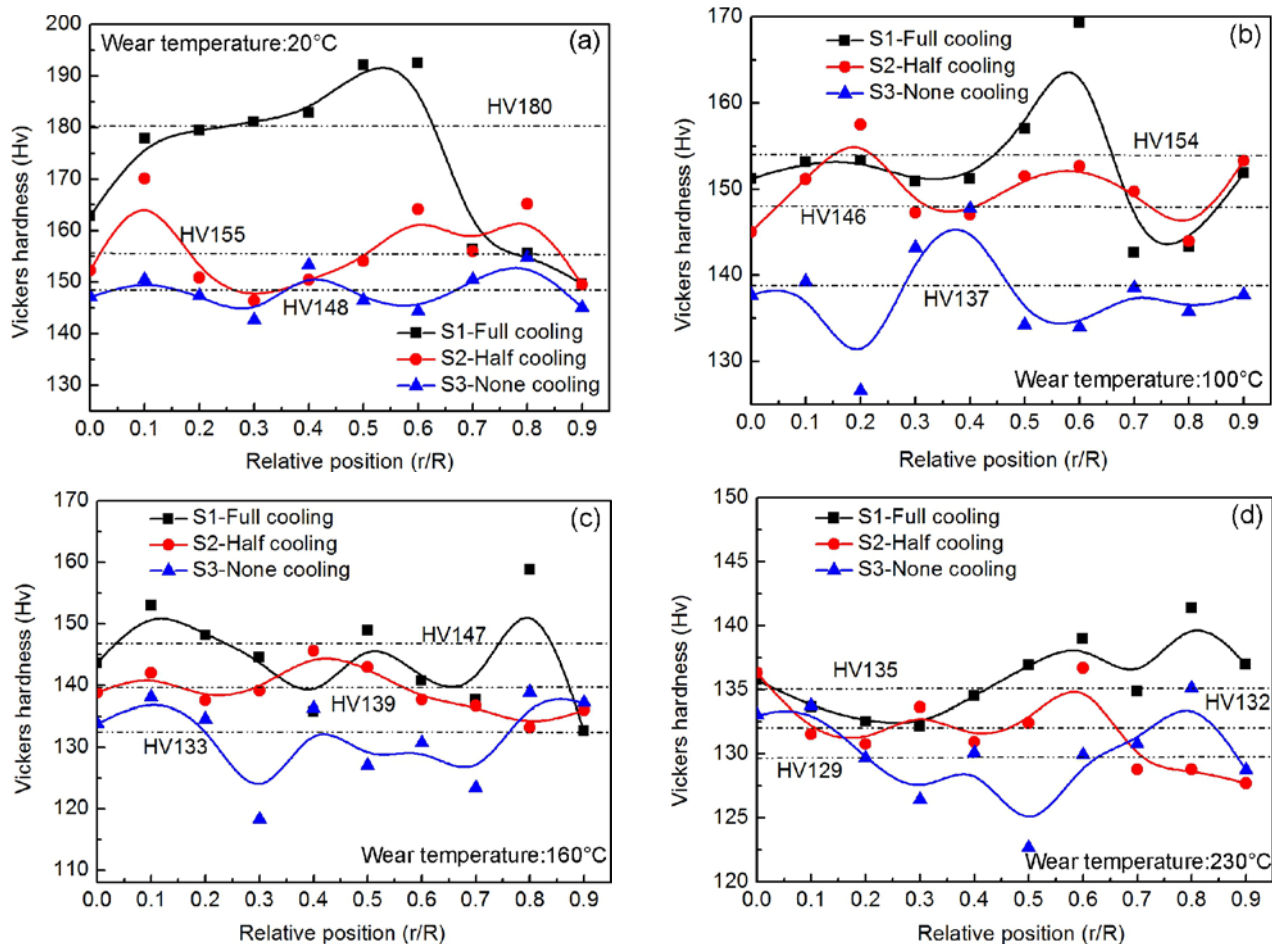 Wear temperature:20°C
(a)
200
190
180
170
160
150
140
130
Vickers hardness (Hv)
HV180
HV155
HV148
S1-Full cooling
S2-Half cooling
S3-None cooling
0.0 0.1 0.2 0.3 0.4 0.5 0.6 0.7 0.8 0.9
Relative position (r/R)
(b)
170
160
150
140
130
Vickers hardness (Hv)
S1-Full cooling
S2-Half cooling
S3-None cooling
HV154
HV146
HV137
Wear temperature:100°C
0.0 0.1 0.2 0.3 0.4 0.5 0.6 0.7 0.8 0.9
Relative position (r/R)
(c)
170
160
150
140
130
120
110
Vickers hardness (Hv)
S1-Full cooling
S2-Half cooling
S3-None cooling
HV147
HV139
HV133
Wear temperature:160°C
0.0 0.1 0.2 0.3 0.4 0.5 0.6 0.7 0.8 0.9
Relative position (r/R)
(d)
150
145
140
135
130
125
120
Vickers hardness (Hv)
S1-Full cooling
S2-Half cooling
S3-None cooling
HV135
HV132
HV129
Wear temperature:230°C
0.0 0.1 0.2 0.3 0.4 0.5 0.6 0.7 0.8 0.9
Relative position (r/R)